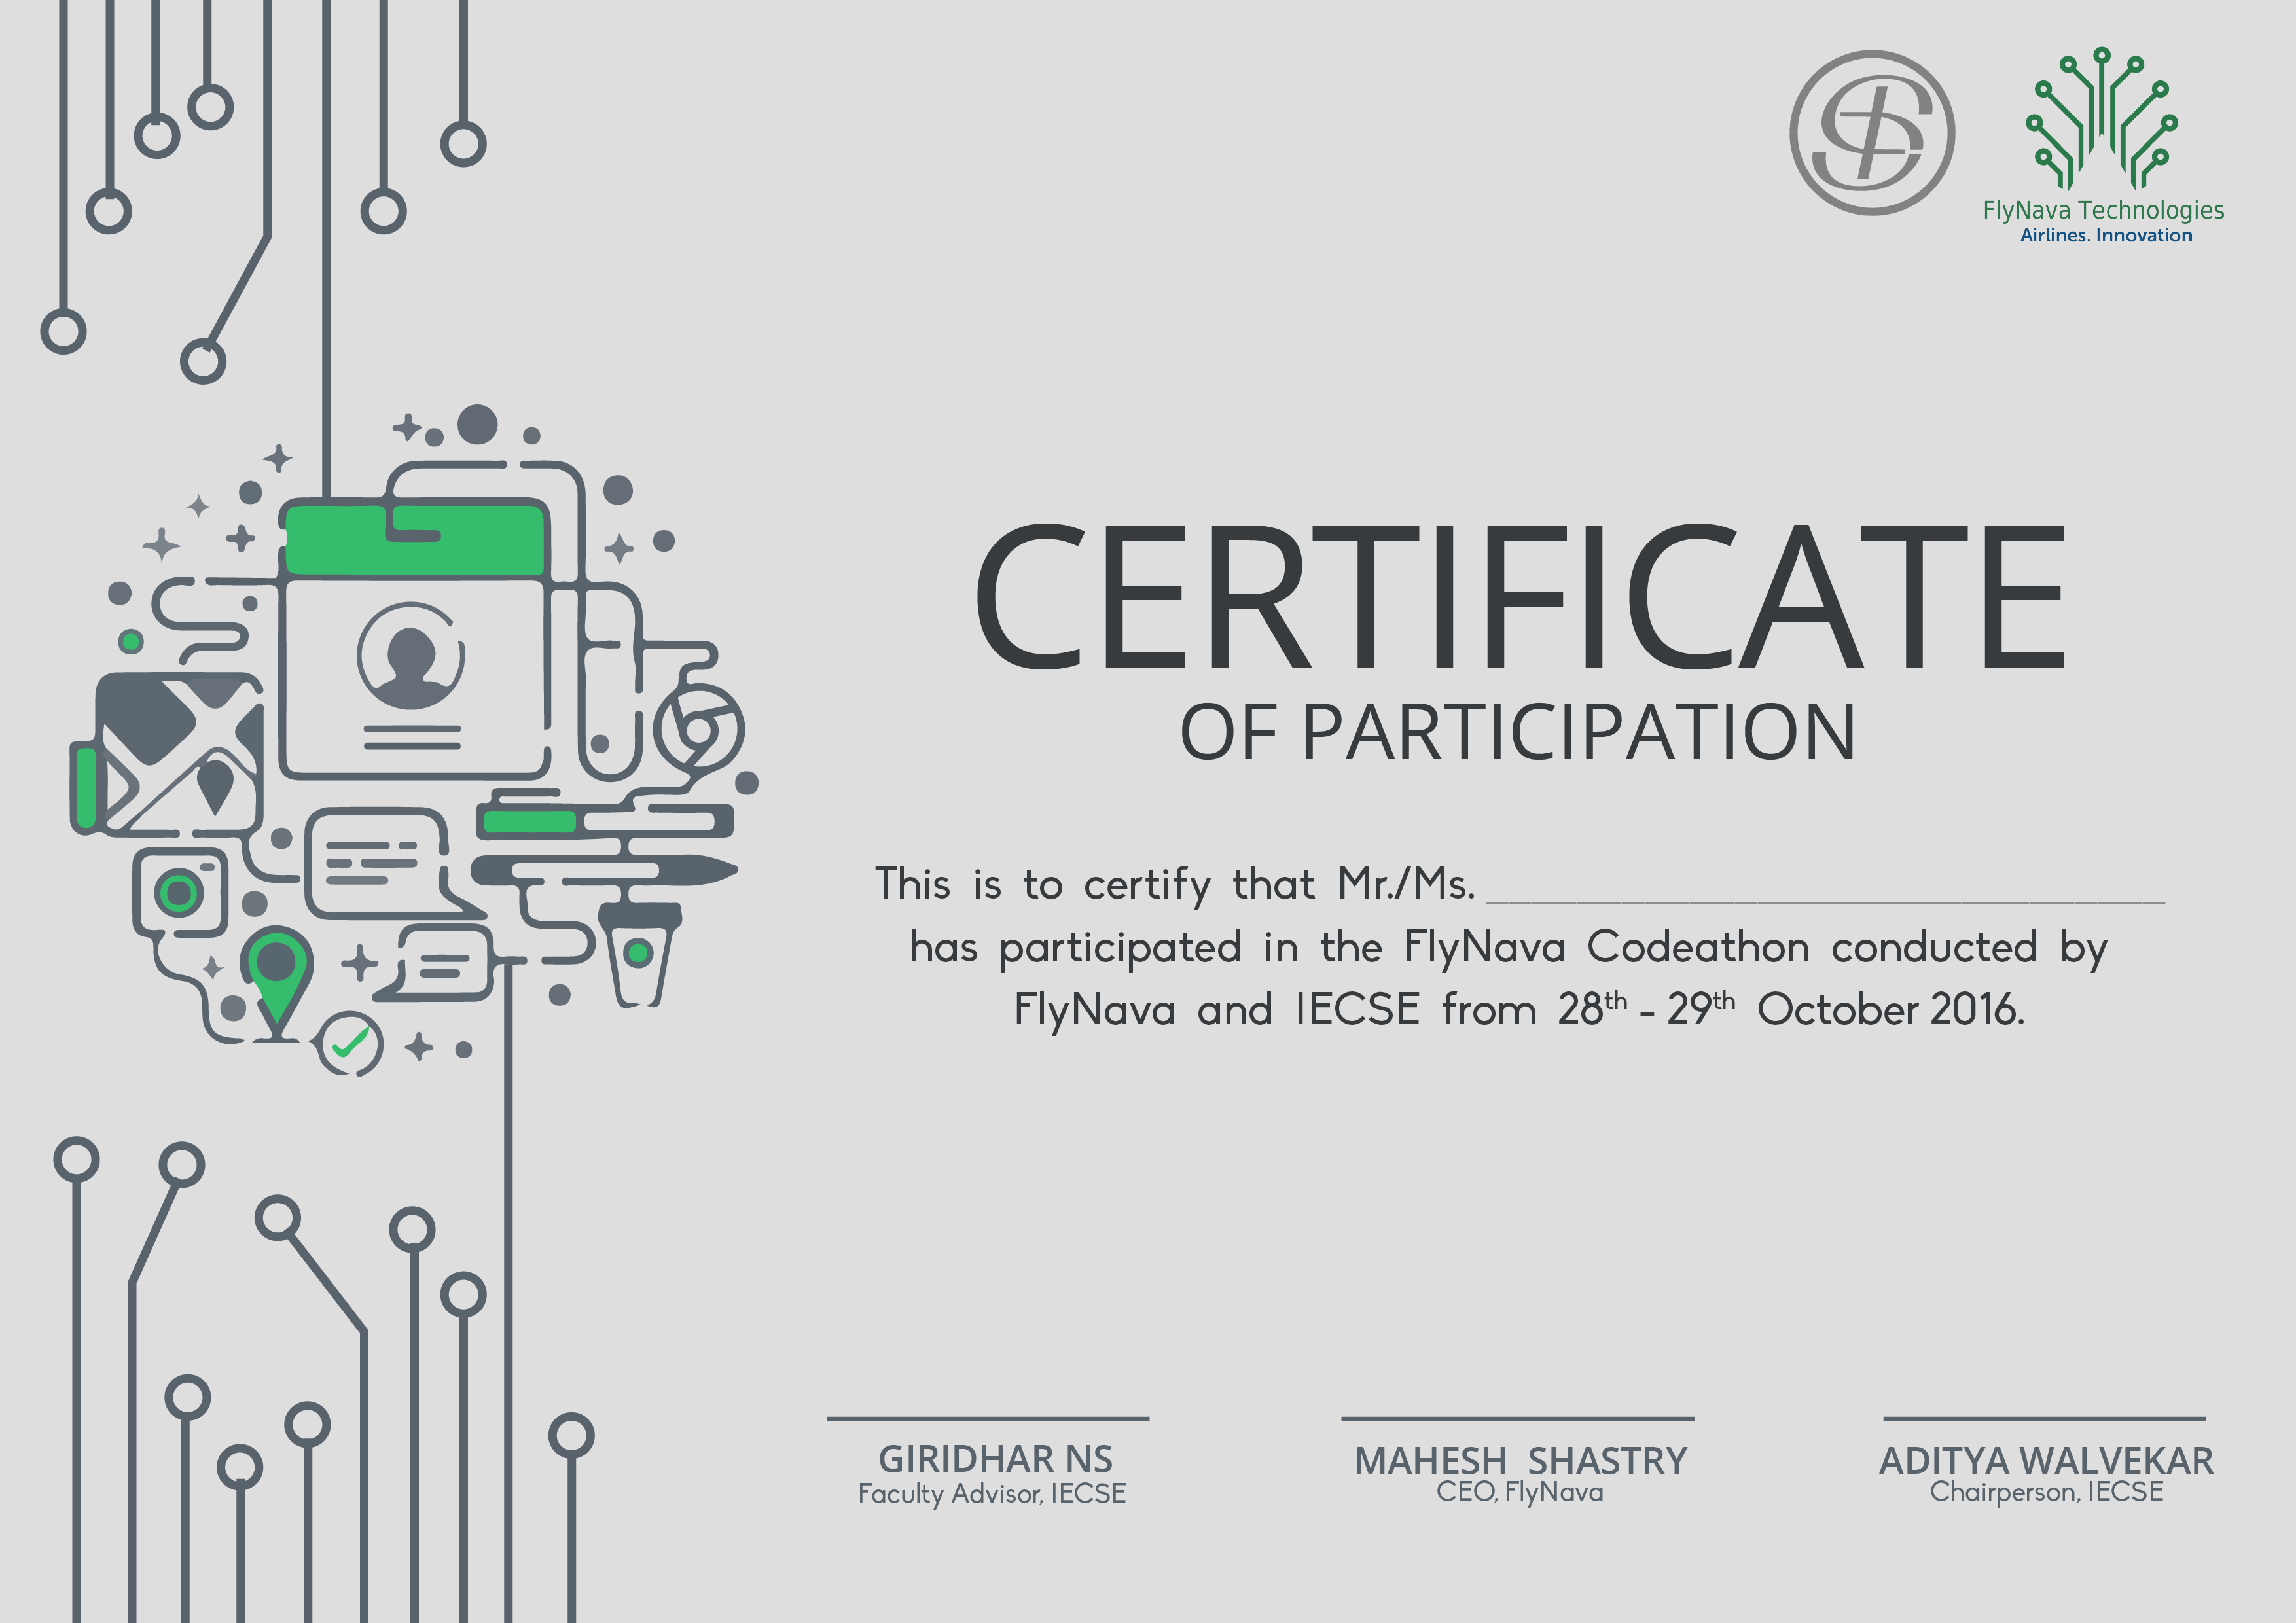 FlyNava Technologies
Airlines. Innovation
CERTIFICATE
OF PARTICIPATION
This is to certify that Mr./Ms. ______________________________
has participated in the FlyNava Codeathon conducted by
FlyNava and IECSE from 28th - 29th October 2016.
GIRIDHAR NS
Faculty Advisor, IECSE
MAHESH SHASTRY
CEO, FlyNava
ADITYA WALVEKAR
Chairperson, IECSE